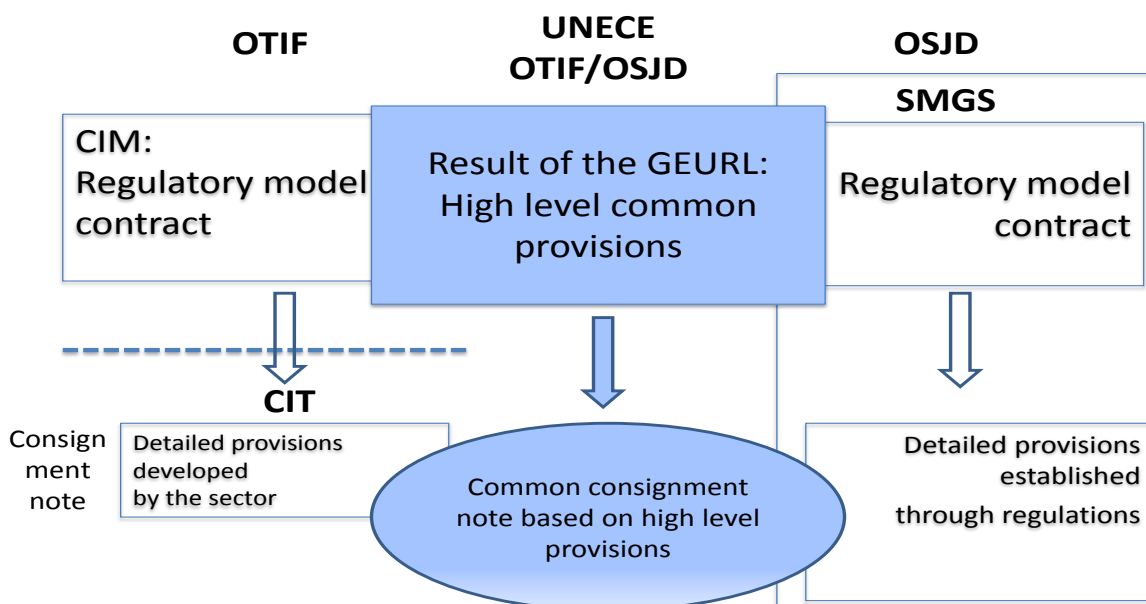 OTIF
UNECE
OTIF/OSJD
OSJD
SMGS
CIM:
Regulatory model
contract
Result of the GEURL:
High level common
provisions
Regulatory model
contract
CIT
Consign
ment
note
Detailed provisions
developed
by the sector
Common consignment
note based on high level
provisions
Detailed provisions
established
through regulations